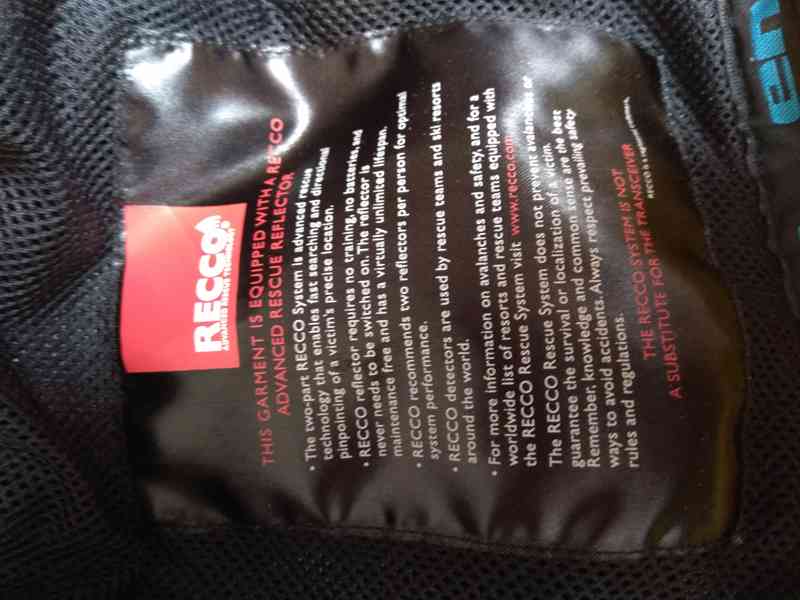 RECCO®
ADVANCED RESCUE TECHNOLOGY
THIS GARMENT IS EQUIPPED WITH A RECCO
ADVANCED RESCUE REFLECTOR
• The two-part RECCO System is advanced rescue
technology that enables fast searching and directional
pinpointing of a victim's precise location.
• RECCO reflector requires no training, no batteries, and
never needs to be switched on. The reflector is
maintenance free and has a virtually unlimited lifespan.
• RECCO recommends two reflectors per person for optimal
system performance.
• RECCO detectors are used by rescue teams and ski resorts
around the world.
• For more information on avalanches and safety, and for a
worldwide list of resorts and rescue teams equipped with
the RECCO Rescue System visit www.recco.com
The RECCO Rescue System does not prevent avalanches or
guarantee the survival or localization of a victim.
Remember, knowledge and common sense are the best
ways to avoid accidents. Always respect prevailing safety
rules and regulations.
THE RECCO SYSTEM IS NOT
A SUBSTITUTE FOR THE TRANSCEIVER
RECCO is a